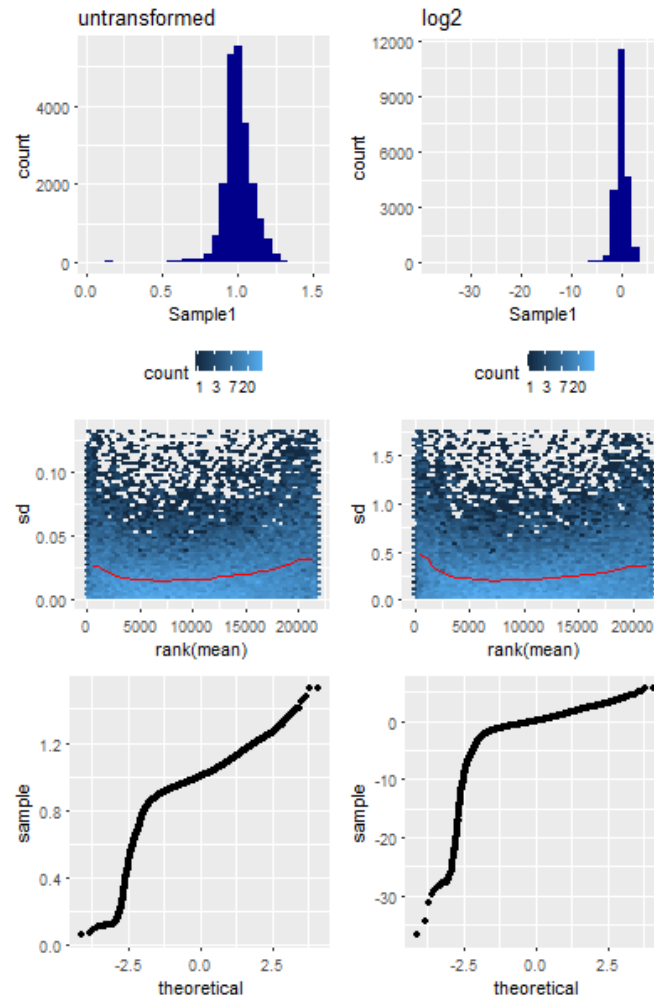 untransformed
log2
count
4000
2000
0
0.0 0.5 1.0 1.5
Sample1
count
12000
9000
6000
3000
0
-30 -20 -10 0
Sample1
count
1 3 7 20
count
1 3 7 20
sd
0.10
0.05
0.00
0 5000 10000 15000 20000
rank(mean)
sd
1.5
1.0
0.5
0.0
0 5000 10000 15000 20000
rank(mean)
sample
1.2
0.8
0.4
0.0
-2.5 0.0 2.5
theoretical
sample
0
-10
-20
-30
-2.5 0.0 2.5
theoretical